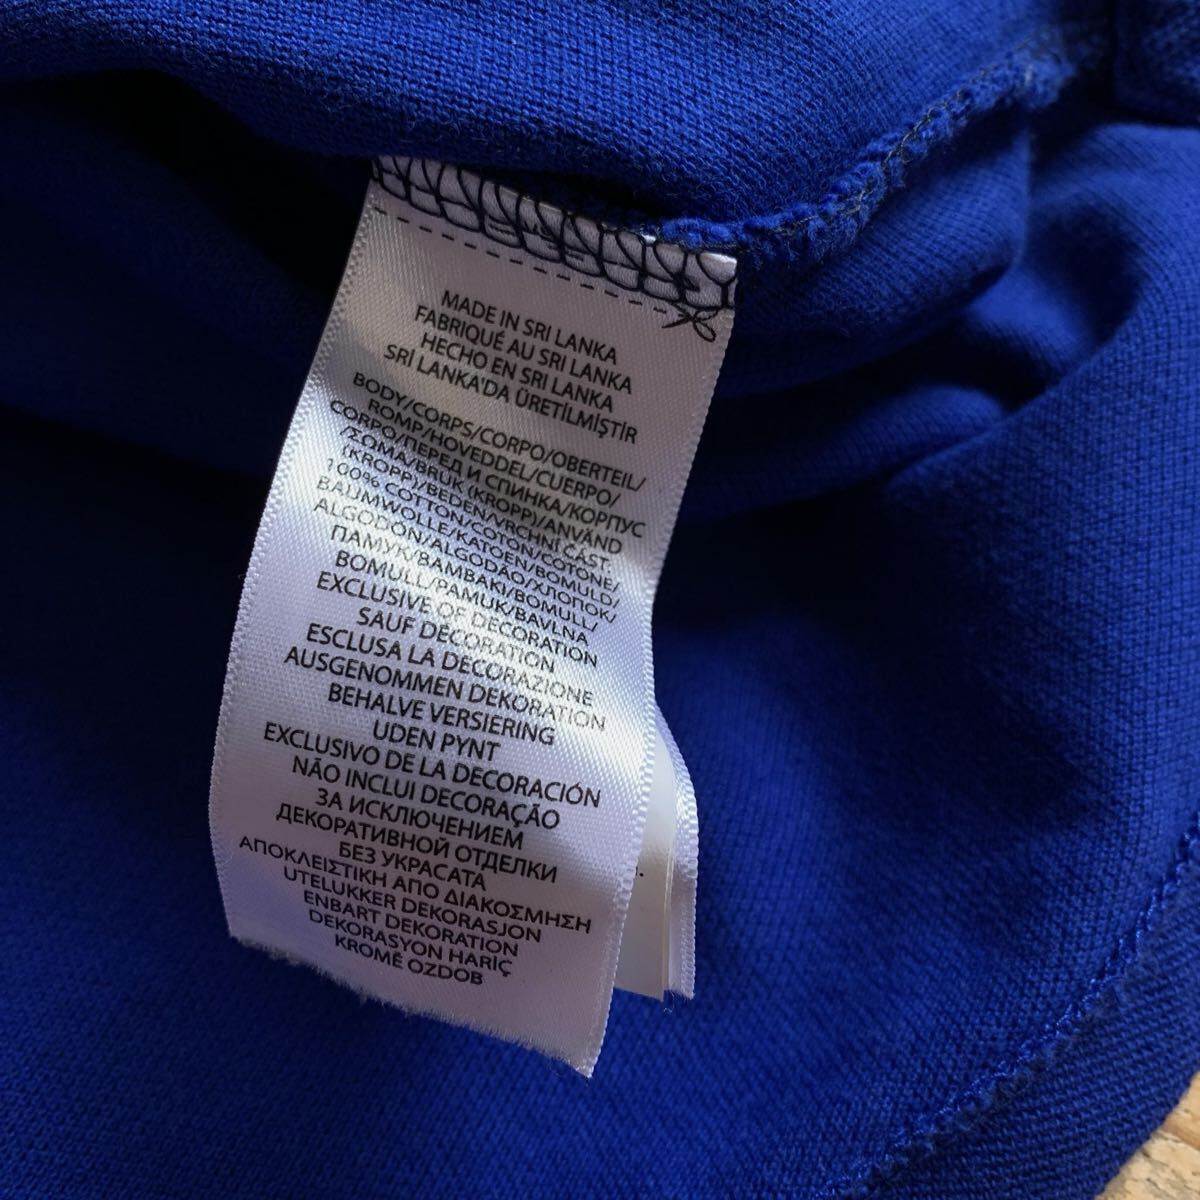 MADE IN SRI LANKA
FABRIQUÉ AU SRI LANKA
HECHO EN SRI LANKA
SRİ LANKA'DA ÜRETİLMİŞTİR
BODY/CORPS/CORPO/OBERTEIL/
ROMP/HOVEDDEL/CUERPO/
CORPO/ПЕРЕД И СПИНКА/КОРПУС
/ΣΩΜΑ/BRUK (KROPP)/ANVÄND
(KROPP)/BEDEN/VRCHNÍ ČÁST.
100% COTTON/COTON/COTONE/
BAUMWOLLE/KATOEN/BOMULD/
ALGODÓN/ALGODÃO/ХЛОПОК/
ПАМУК/BAMBAKI/BOMULL/
BOMULL/PAMUK/BAVLNA
EXCLUSIVE OF DECORATION
SAUF DÉCORATION
ESCLUSA LA DECORAZIONE
AUSGENOMMEN DEKORATION
BEHALVE VERSIERING
UDEN PYNT
EXCLUSIVO DE LA DECORACIÓN
NÃO INCLUI DECORAÇÃO
ЗА ИСКЛЮЧЕНИЕМ
ДЕКОРАТИВНОЙ ОТДЕЛКИ
БЕЗ УКРАСАТА
ΑΠΟΚΛΕΙΣΤΙΚΗ ΑΠΟ ΔΙΑΚΟΣΜΗΣΗ
UTELUKKER DEKORASJON
ENBART DEKORATION
DEKORASYON HARİÇ
KROMĚ OZDOB